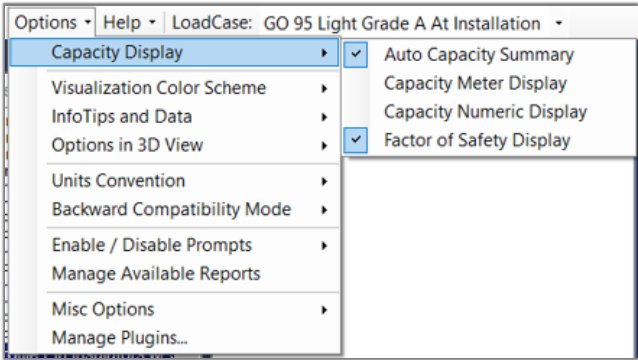 Options Help LoadCase: GO 95 Light Grade A At Installation
Capacity Display
Auto Capacity Summary
Visualization Color Scheme
Capacity Meter Display
InfoTips and Data
Capacity Numeric Display
Options in 3D View
Factor of Safety Display
Units Convention
Backward Compatibility Mode
Enable / Disable Prompts
Manage Available Reports
Misc Options
Manage Plugins...